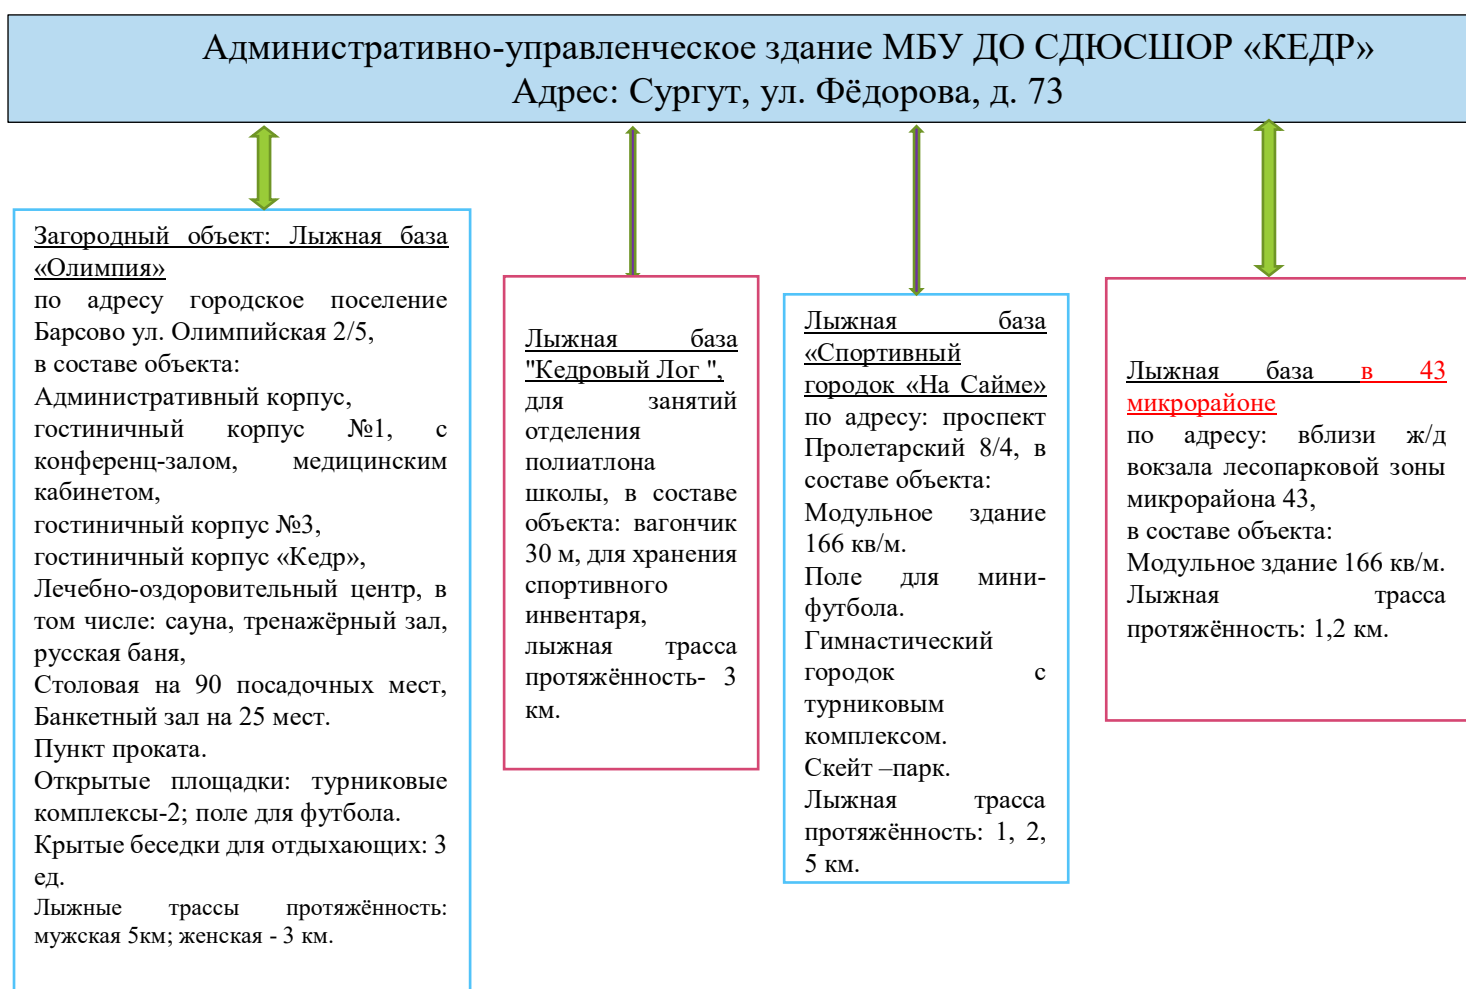 Административно-управленческое здание МБУ ДО СДЮСШОР «КЕДР»
Адрес: Сургут, ул. Фёдорова, д. 73
Загородный объект: Лыжная база
«Олимпия»
по адресу городское поселение
Барсово ул. Олимпийская 2/5,
в составе объекта:
Административный корпус,
гостиничный корпус №1, с
конференц-залом, медицинским
кабинетом,
гостиничный корпус №3,
гостиничный корпус «Кедр»,
Лечебно-оздоровительный центр, в
том числе: сауна, тренажёрный зал,
русская баня,
Столовая на 90 посадочных мест,
Банкетный зал на 25 мест.
Пункт проката.
Открытые площадки: турниковые
комплексы-2; поле для футбола.
Крытые беседки для отдыхающих: 3
ед.
Лыжные трассы протяжённость:
мужская 5км; женская - 3 км.
Лыжная база
"Кедровый Лог ",
для занятий
отделения
полиатлона
школы, в составе
объекта: вагончик
30 м, для хранения
спортивного
инвентаря,
лыжная трасса
протяжённость- 3
км.
Лыжная база
«Спортивный
городок «На Сайме»
по адресу: проспект
Пролетарский 8/4, в
составе объекта:
Модульное здание
166 кв/м.
Поле для мини-
футбола.
Гимнастический
городок с
турниковым
комплексом.
Скейт –парк.
Лыжная трасса
протяжённость: 1, 2,
5 км.
Лыжная база в 43
микрорайоне
по адресу: вблизи ж/д
вокзала лесопарковой зоны
микрорайона 43,
в составе объекта:
Модульное здание 166 кв/м.
Лыжная трасса
протяжённость: 1,2 км.